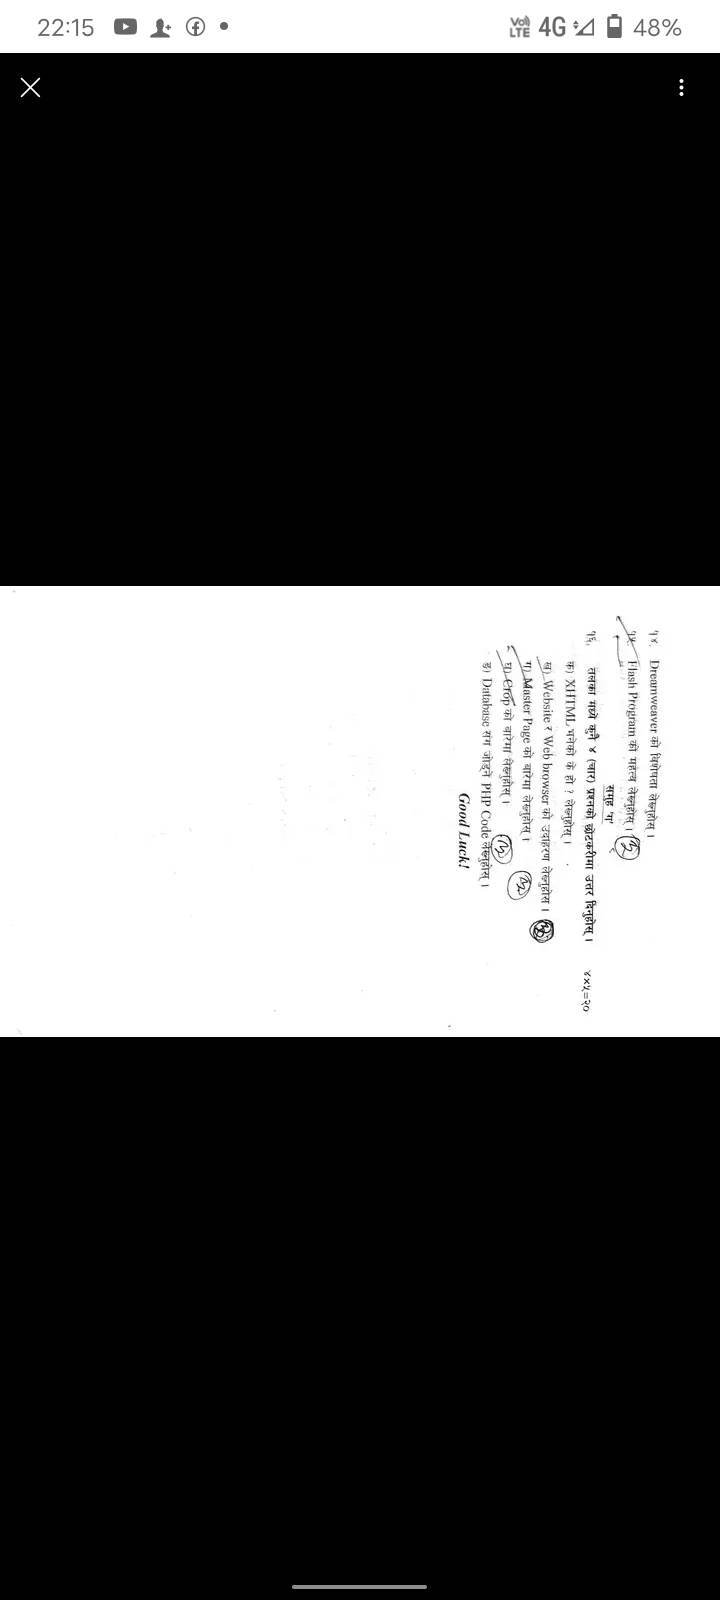 22:15
VoLTE 4G 48%
१४. Dreamweaver को विशेषता लेख्नुहोस् ।
१५. Flash Program को महत्व लेख्नुहोस् ।
समूह 'ग'
१६. तलका मध्ये कुनै ४ (चार) प्रश्नको छोटकरीमा उत्तर दिनुहोस् । ४×५=२०
क) XHTML भनेको के हो ? लेख्नुहोस् ।
ख) Website र Web browser को उदाहरण लेख्नुहोस ।
ग) Master Page को बारेमा लेख्नुहोस् ।
घ) Crop को बारेमा लेख्नुहोस् ।
ङ) Database संग जोड्ने PHP Code लेख्नुहोस् ।
Good Luck!